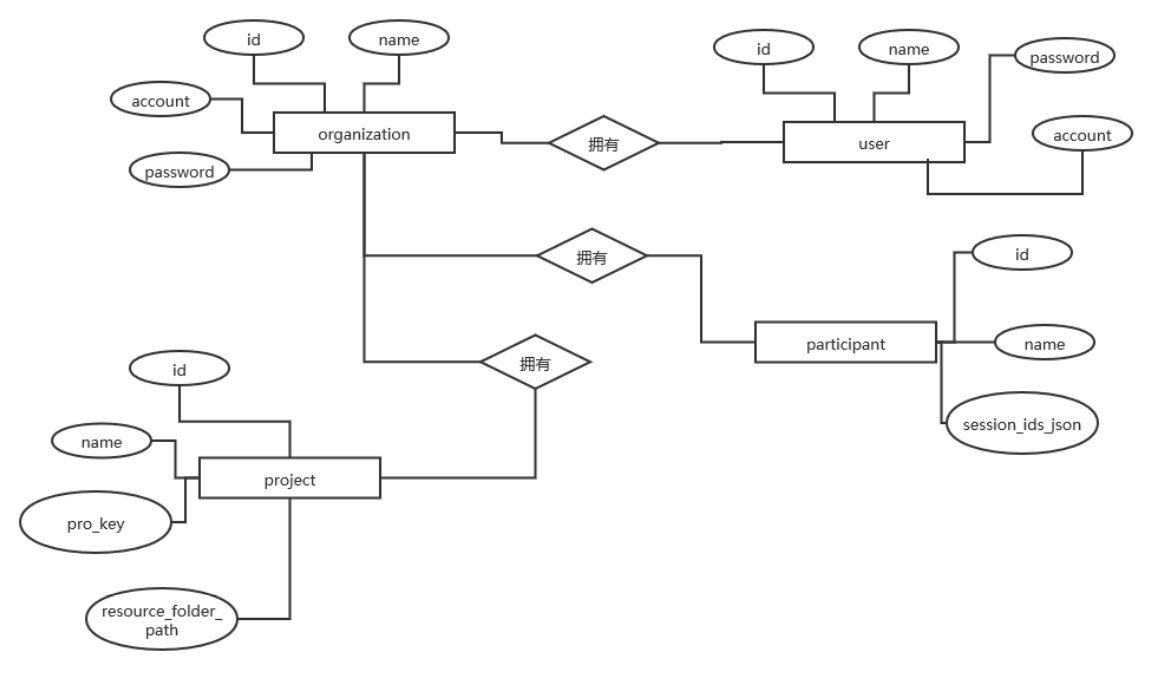 id
name
account
organization
password
拥有
id
name
password
account
user
拥有
id
participant
name
session_ids_json
拥有
id
name
project
pro_key
resource_folder_
path